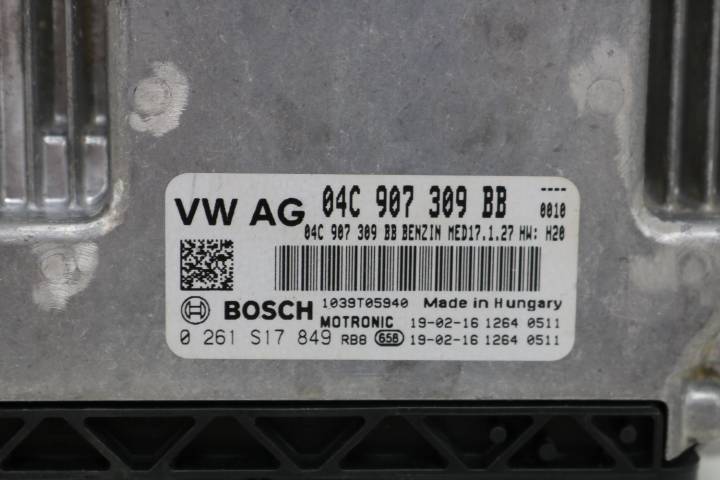 VW AG 04C 907 309 BB ----
0010
04C 907 309 BB BENZIN MED17.1.27 HW: H20
BOSCH 1039T05940 Made in Hungary
MOTRONIC 19-02-16 1264 0511
0 261 S17 849 RB8 658 19-02-16 1264 0511